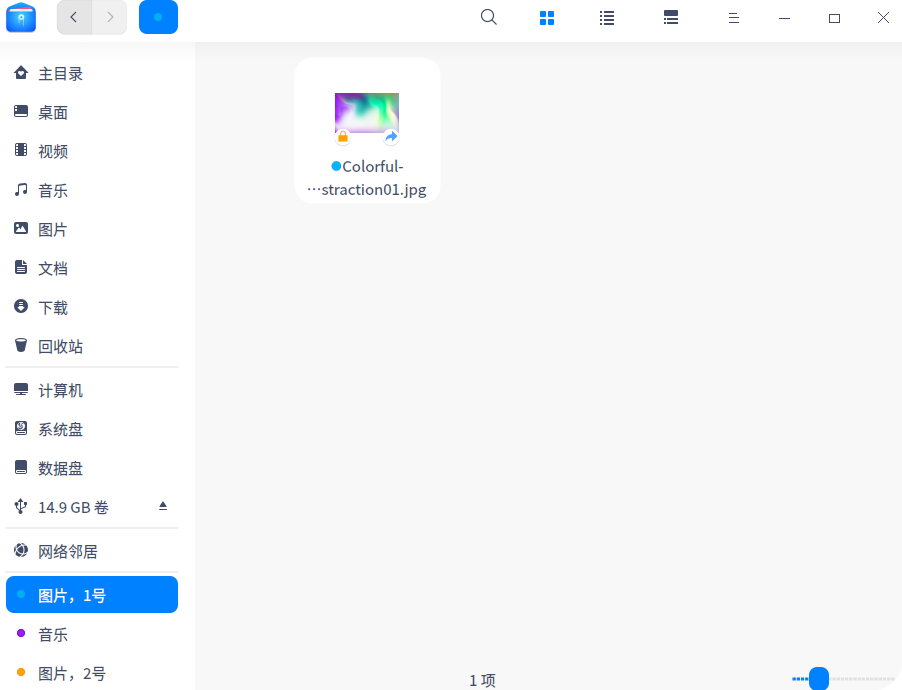 主目录
桌面
视频
音乐
图片
文档
下载
回收站
计算机
系统盘
数据盘
14.9 GB 卷
网络邻居
图片，1号
音乐
图片，2号
Colorful-
···straction01.jpg
1 项